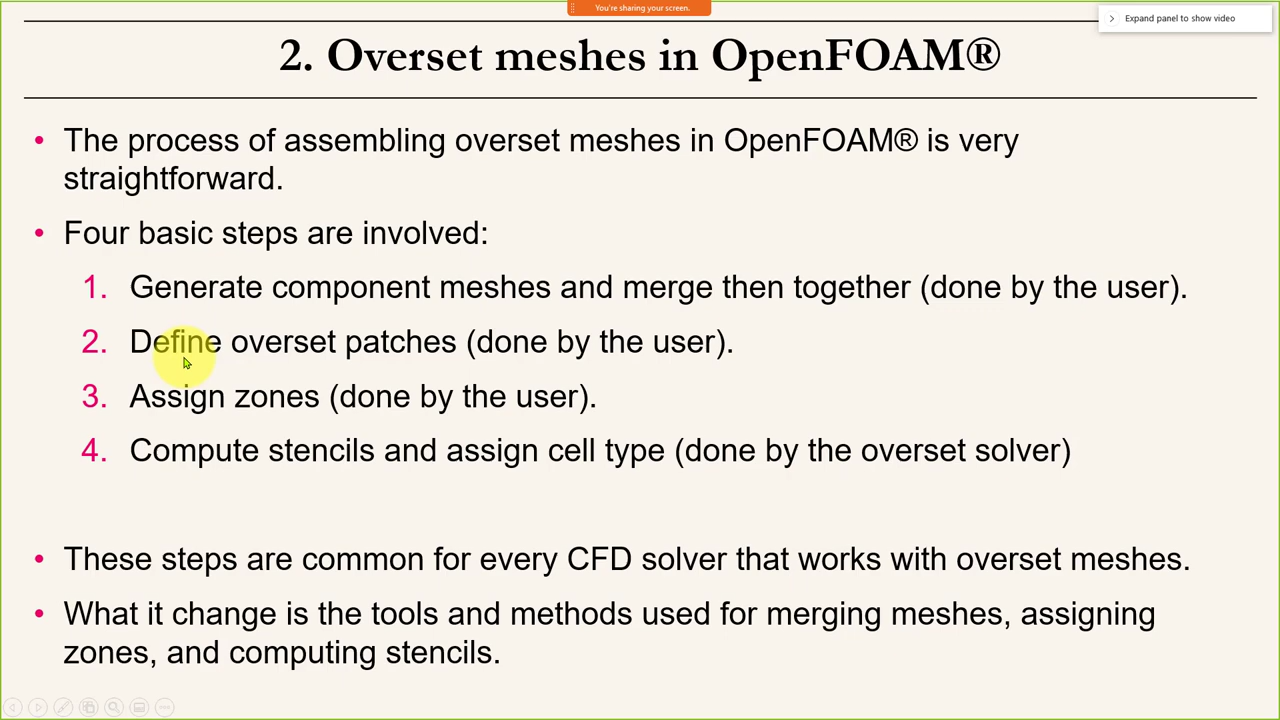 You're sharing your screen.
Expand panel to show video
2. Overset meshes in OpenFOAM®
• The process of assembling overset meshes in OpenFOAM® is very
straightforward.
• Four basic steps are involved:
1. Generate component meshes and merge then together (done by the user).
2. Define overset patches (done by the user).
3. Assign zones (done by the user).
4. Compute stencils and assign cell type (done by the overset solver)
• These steps are common for every CFD solver that works with overset meshes.
• What it change is the tools and methods used for merging meshes, assigning
zones, and computing stencils.